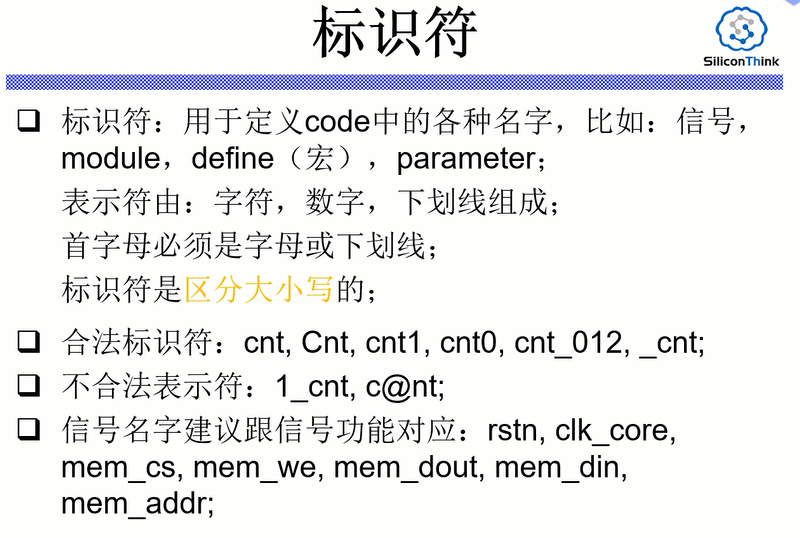 标识符
SiliconThink
标识符：用于定义code中的各种名字，比如：信号，
module，define（宏），parameter；
表示符由：字符，数字，下划线组成；
首字母必须是字母或下划线；
标识符是区分大小写的；
合法标识符：cnt, Cnt, cnt1, cnt0, cnt_012, _cnt;
不合法表示符：1_cnt, c@nt;
信号名字建议跟信号功能对应：rstn, clk_core,
mem_cs, mem_we, mem_dout, mem_din,
mem_addr;